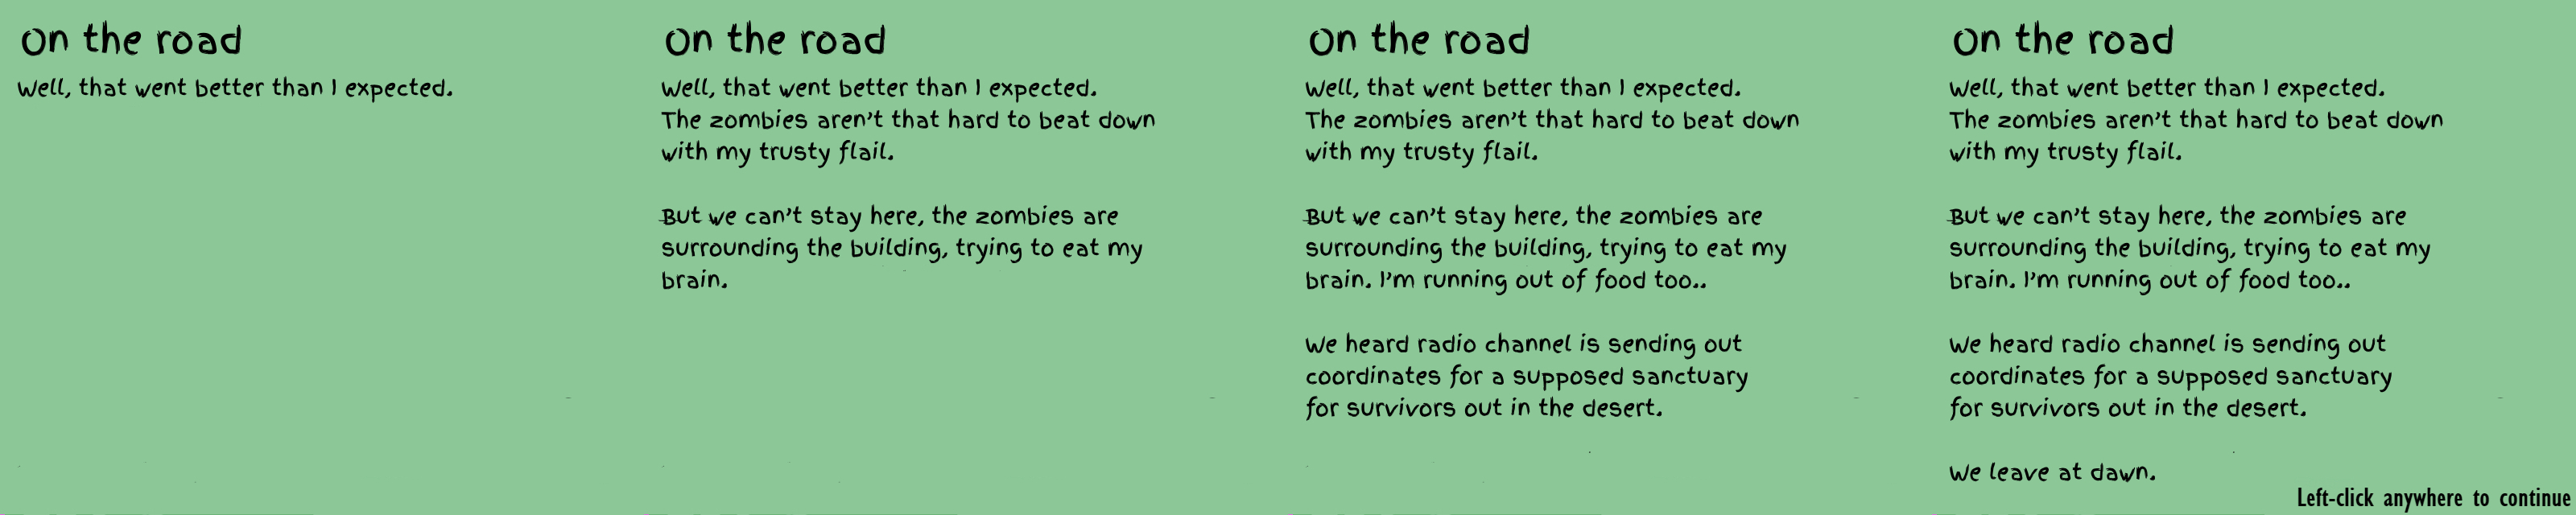 On the road
Well, that went better than I expected.
On the road
Well, that went better than I expected.
The zombies aren't that hard to beat down
with my trusty flail.
But we can't stay here, the zombies are
surrounding the building, trying to eat my
brain.
On the road
Well, that went better than I expected.
The zombies aren't that hard to beat down
with my trusty flail.
But we can't stay here, the zombies are
surrounding the building, trying to eat my
brain. I'm running out of food too..
We heard radio channel is sending out
coordinates for a supposed sanctuary
for survivors out in the desert.
On the road
Well, that went better than I expected.
The zombies aren't that hard to beat down
with my trusty flail.
But we can't stay here, the zombies are
surrounding the building, trying to eat my
brain. I'm running out of food too..
We heard radio channel is sending out
coordinates for a supposed sanctuary
for survivors out in the desert.
We leave at dawn.
Left-click anywhere to continue